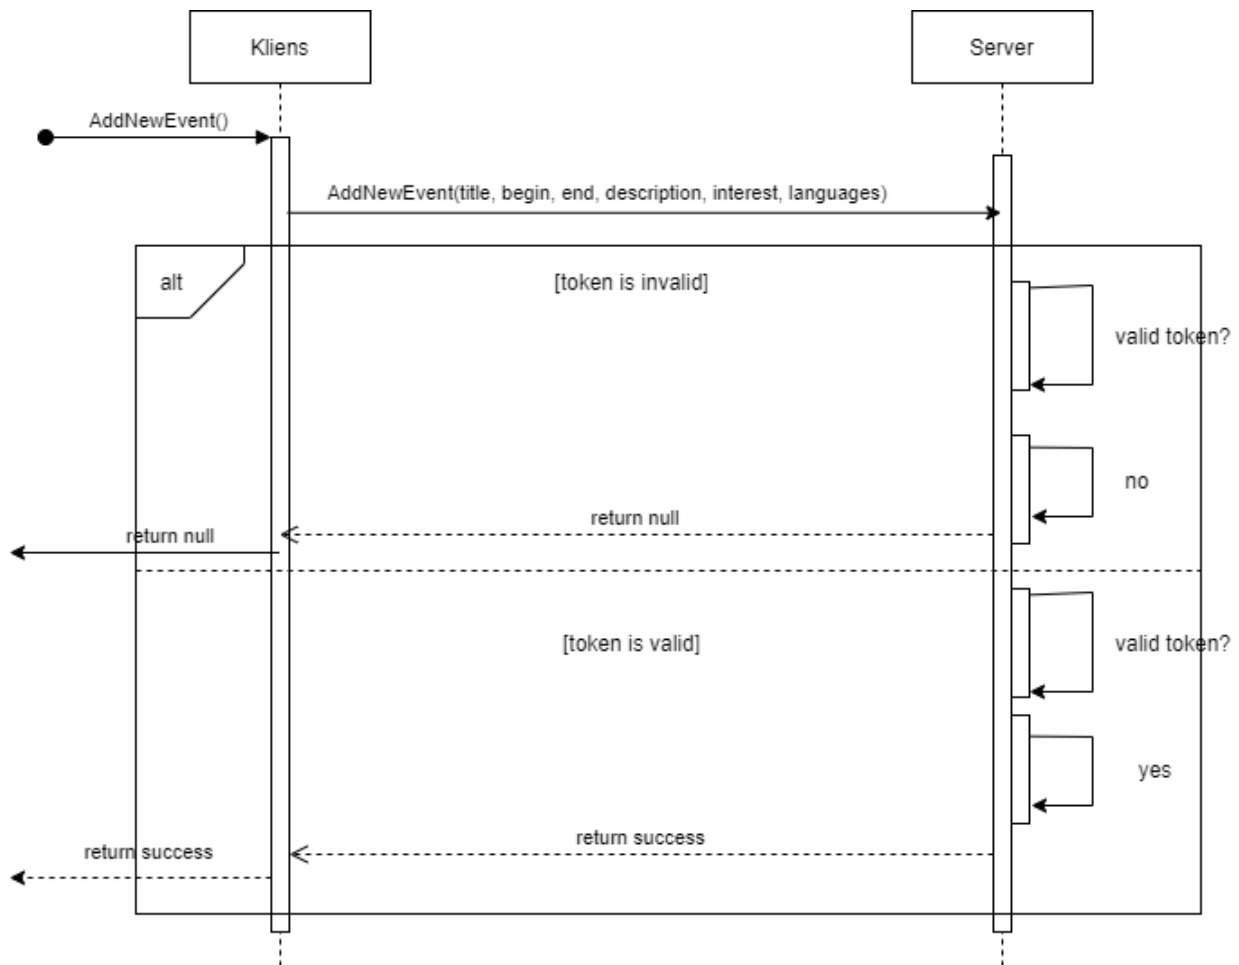 Kliens
Server
AddNewEvent()
AddNewEvent(title, begin, end, description, interest, languages)
alt
[token is invalid]
valid token?
no
return null
return null
[token is valid]
valid token?
yes
return success
return success